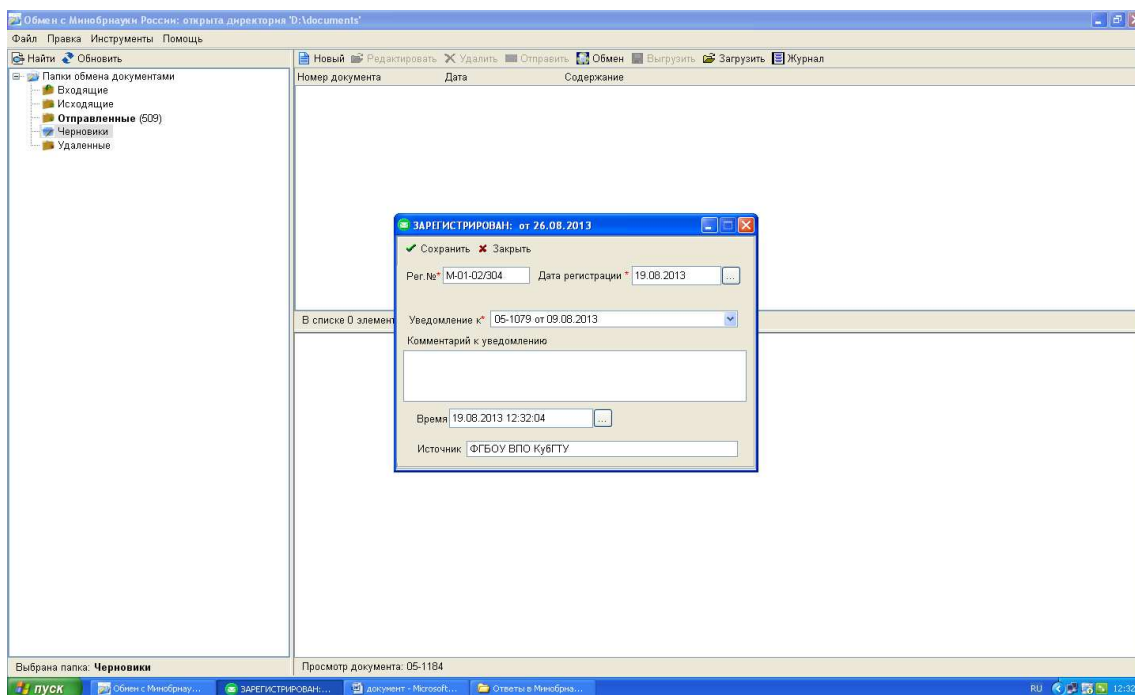 Обмен с Минобрнауки России: открыта директория 'D:\documents'
Файл Правка Инструменты Помощь
Найти Обновить
Новый Редактировать Удалить Отправить Обмен Выгрузить Загрузить Журнал
Папки обмена документами
Входящие
Исходящие
Отправленные (509)
Черновики
Удаленные
Номер документа Дата Содержание
ЗАРЕГИСТРИРОВАН: от 26.08.2013
Сохранить Закрыть
Рег.№* М-01-02/304 Дата регистрации * 19.08.2013 ...
В списке 0 элемент
Уведомление к* 05-1079 от 09.08.2013
Комментарий к уведомлению
Время 19.08.2013 12:32:04 ...
Источник ФГБОУ ВПО КубГТУ
Выбрана папка: Черновики
Просмотр документа: 05-1184
пуск Обмен с Минобрнау... ЗАРЕГИСТРИРОВАН:... документ - Microsoft... Ответы в Минобрна... RU 12:32